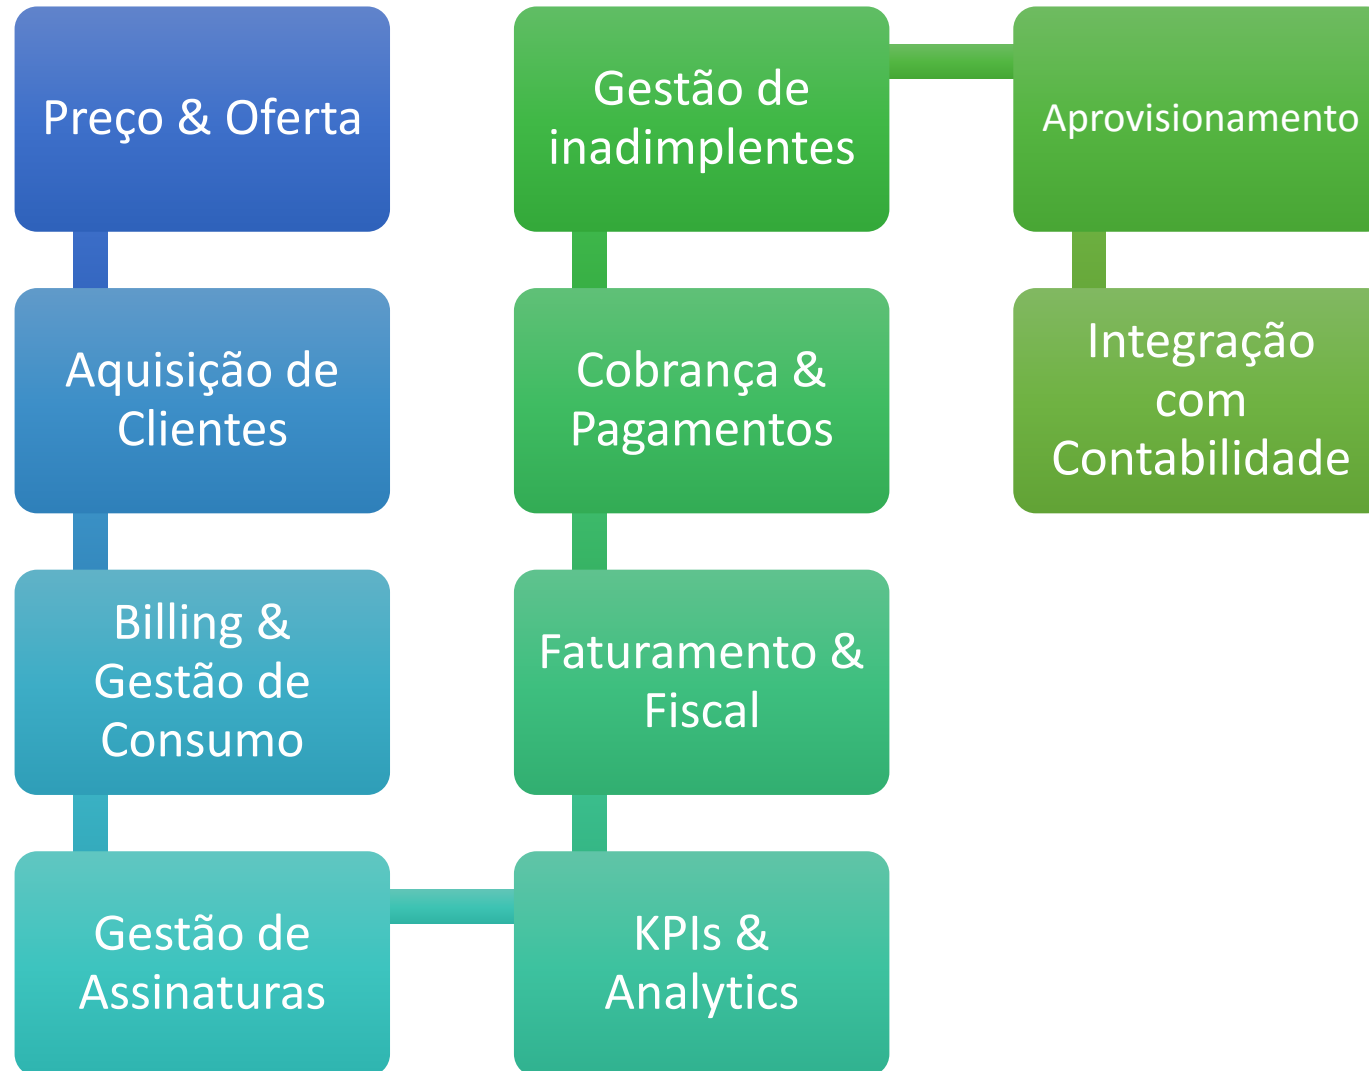 Preço & Oferta
Aquisição de
Clientes
Billing &
Gestão de
Consumo
Gestão de
Assinaturas
KPIs &
Analytics
Faturamento &
Fiscal
Cobrança &
Pagamentos
Gestão de
inadimplentes
Aprovisionamento
Integração
com
Contabilidade